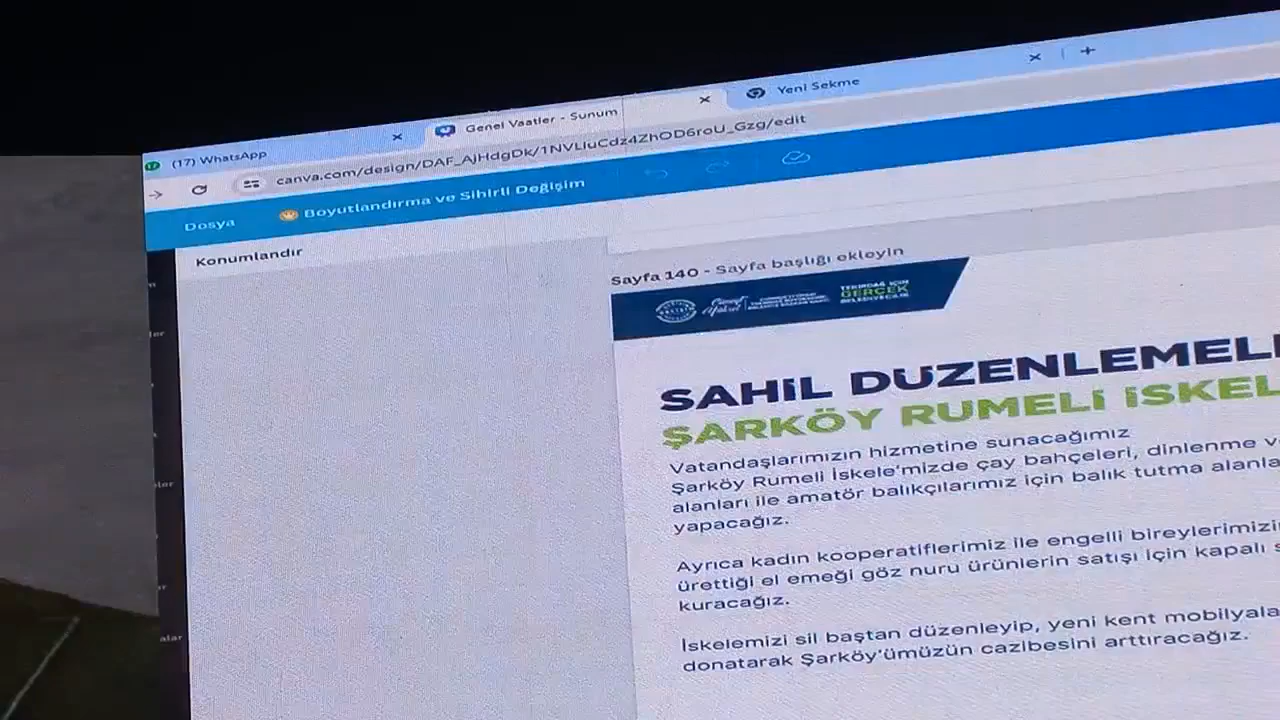 (17) WhatsApp
Genel Vaatler - Sunum
Yeni Sekme
canva.com/design/DAF_AjHdgDk/1NVLIuCdz4ZhOD6roU_Gzg/edit
Dosya
Boyutlandırma ve Sihirli Değişim
Konumlandır
Sayfa 140 - Sayfa başlığı ekleyin
TEKİRDAĞ İÇİN
GERÇEK
BELEDİYECİLİK
SAHİL DÜZENLEMEL
ŞARKÖY RUMELİ İSKEL
Vatandaşlarımızın hizmetine sunacağımız
Şarköy Rumeli İskele'mizde çay bahçeleri, dinlenme v
alanları ile amatör balıkçılarımız için balık tutma alanla
yapacağız.
Ayrıca kadın kooperatiflerimiz ile engelli bireylerimizi
ürettiği el emeği göz nuru ürünlerin satışı için kapalı s
kuracağız.
İskelemizi sil baştan düzenleyip, yeni kent mobilyala
donatarak Şarköy'ümüzün cazibesini arttıracağız.